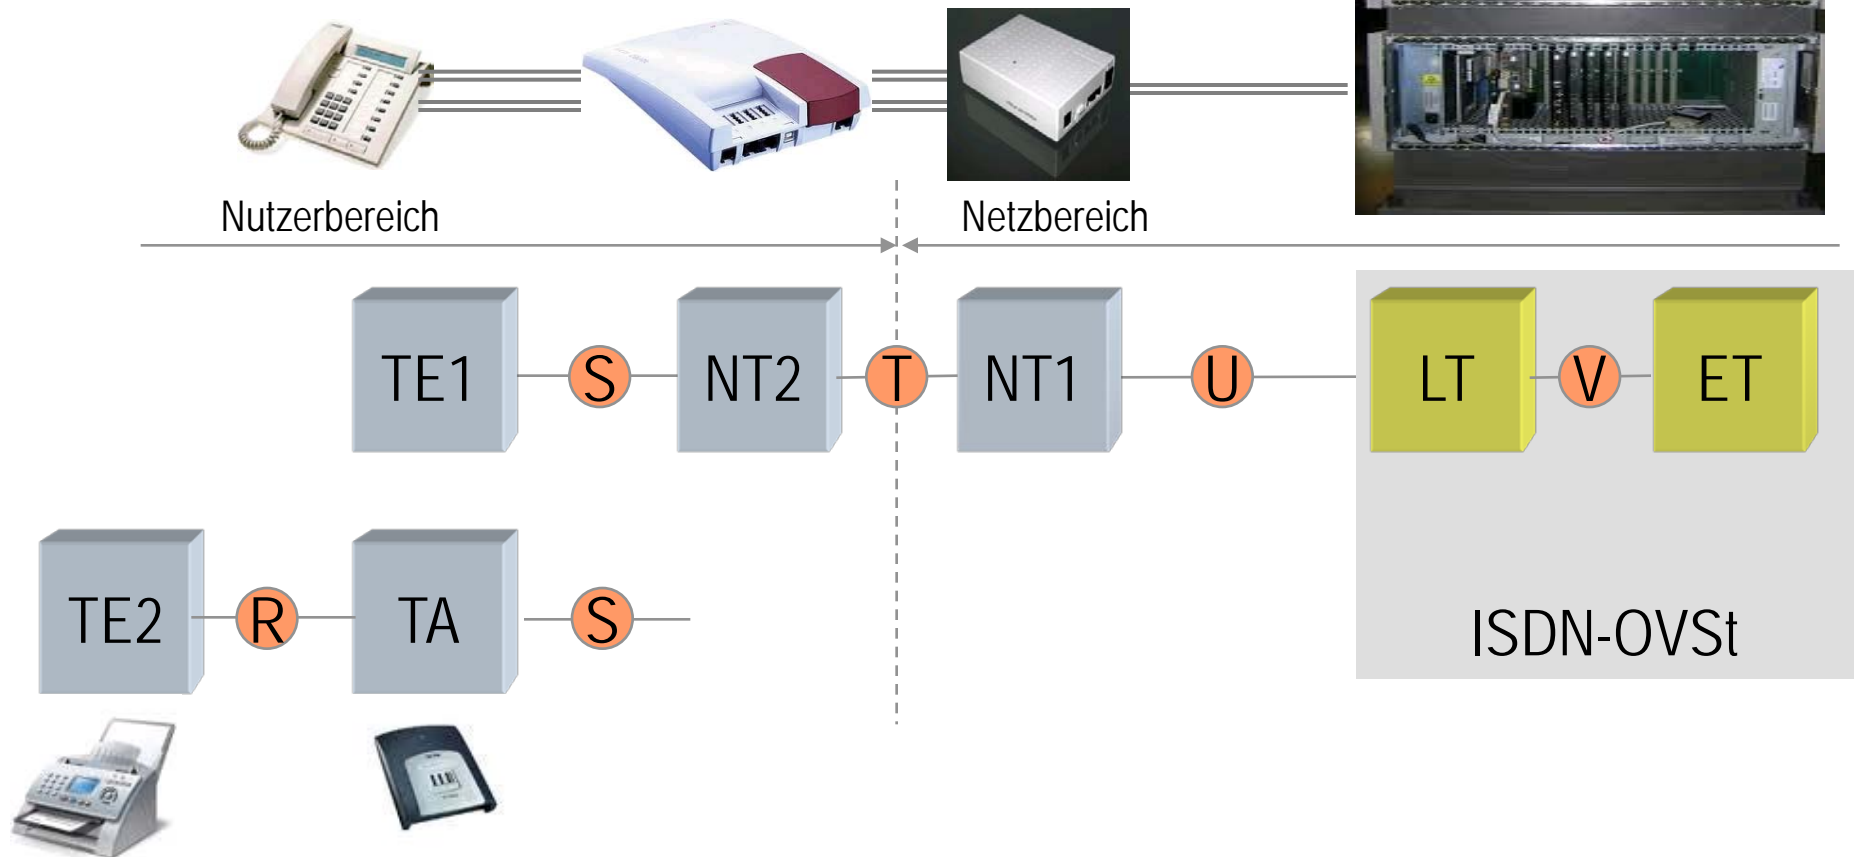 Nutzerbereich
Netzbereich
TE1
S
NT2
T
NT1
U
LT
V
ET
TE2
R
TA
S
ISDN-OVSt